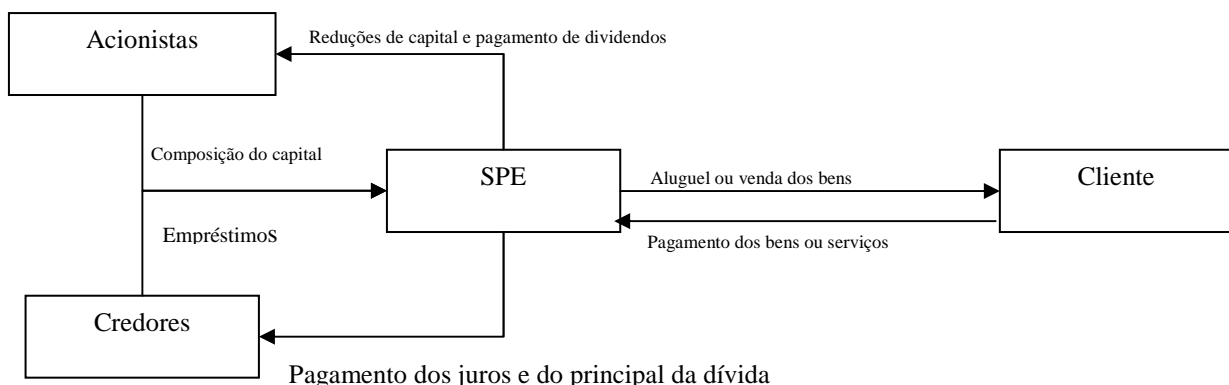 Acionistas
Reduções de capital e pagamento de dividendos
Composição do capital
SPE
Aluguel ou venda dos bens
Cliente
Empréstimos
Pagamento dos bens ou serviços
Credores
Pagamento dos juros e do principal da dívida